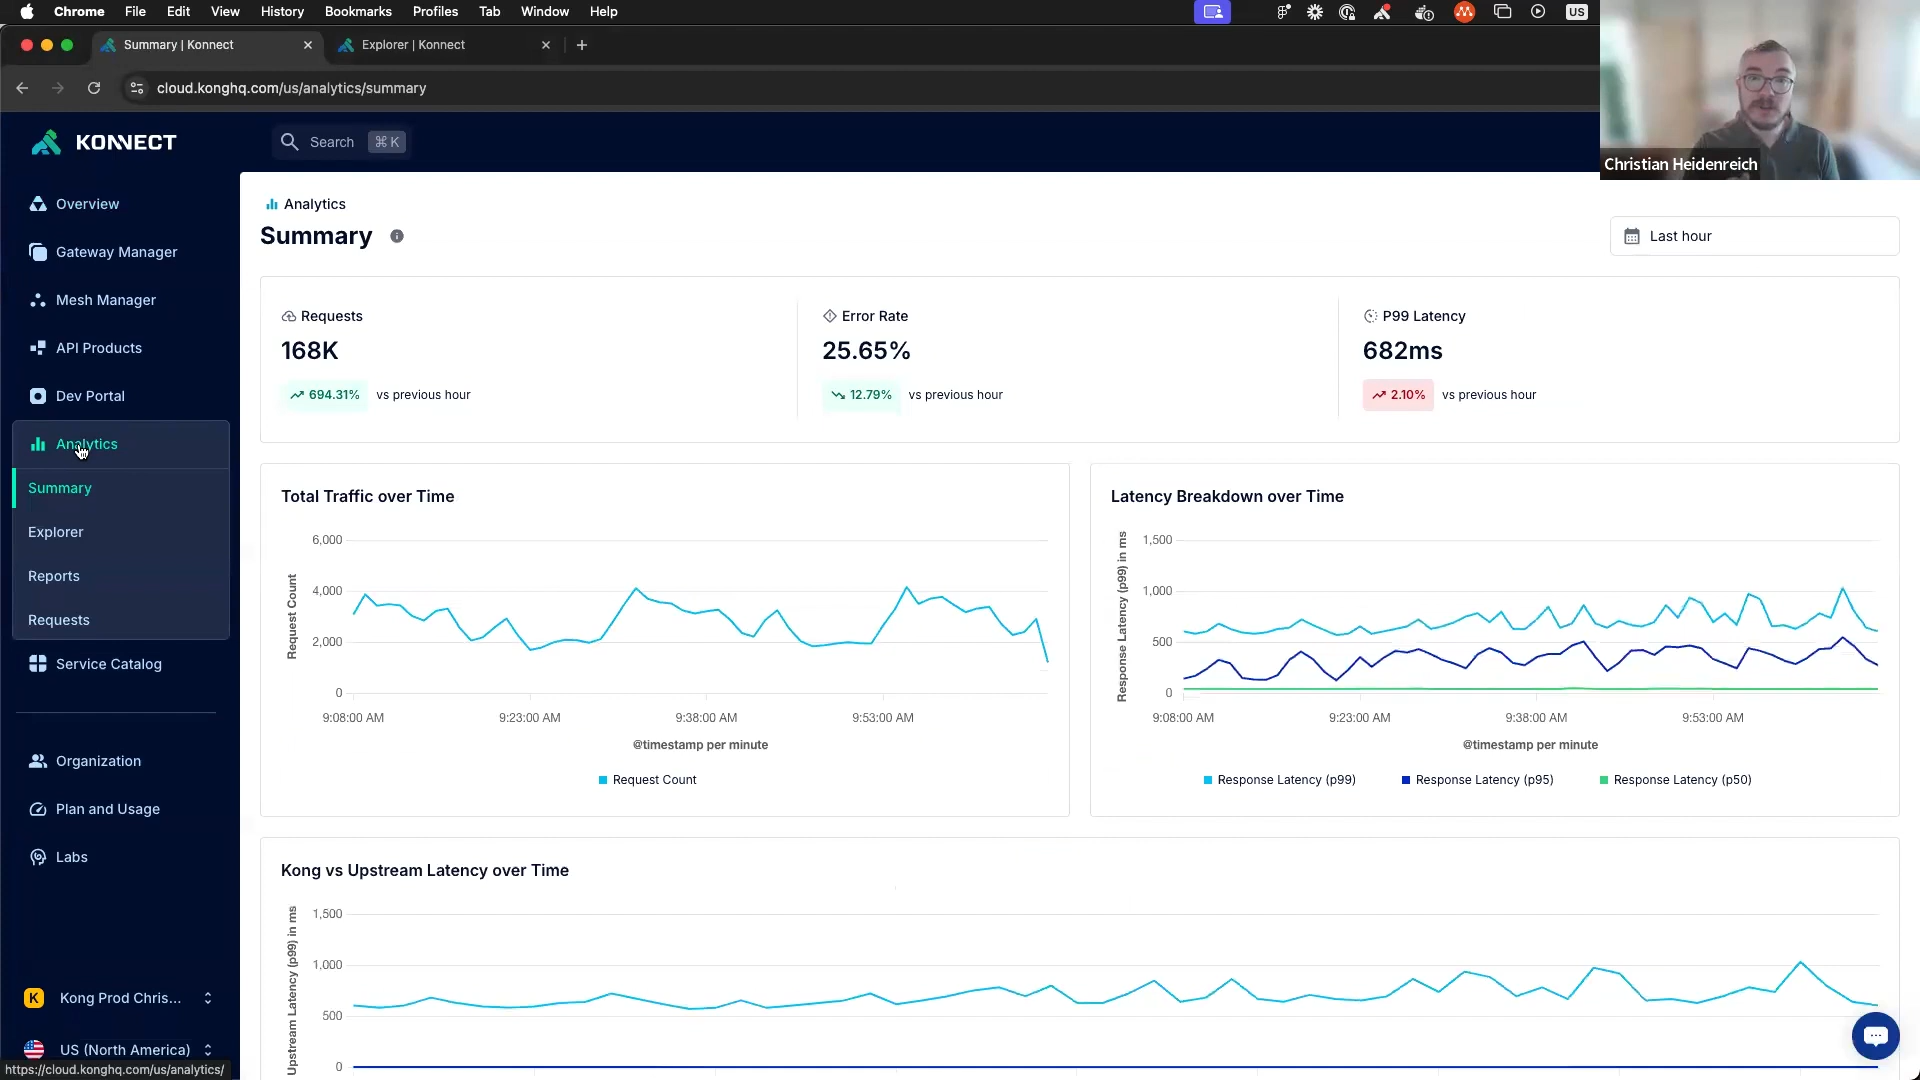 Chrome File Edit View History Bookmarks Profiles Tab Window Help
US
Summary | Konnect
Explorer | Konnect
cloud.konghq.com/us/analytics/summary
Christian Heidenreich
KONNECT
Search ⌘ K
Overview
Gateway Manager
Mesh Manager
API Products
Dev Portal
Analytics
Summary
Explorer
Reports
Requests
Service Catalog
Organization
Plan and Usage
Labs
K Kong Prod Chris...
US (North America)
https://cloud.konghq.com/us/analytics/
Analytics
Summary
Last hour
Requests
168K
694.31% vs previous hour
Error Rate
25.65%
12.79% vs previous hour
P99 Latency
682ms
2.10% vs previous hour
Total Traffic over Time
Request Count
6,000
4,000
2,000
0
9:08:00 AM 9:23:00 AM 9:38:00 AM 9:53:00 AM
@timestamp per minute
Request Count
Latency Breakdown over Time
Response Latency (p99) in ms
1,500
1,000
500
0
9:08:00 AM 9:23:00 AM 9:38:00 AM 9:53:00 AM
@timestamp per minute
Response Latency (p99) Response Latency (p95) Response Latency (p50)
Kong vs Upstream Latency over Time
Upstream Latency (p99) in ms
1,500
1,000
500
0